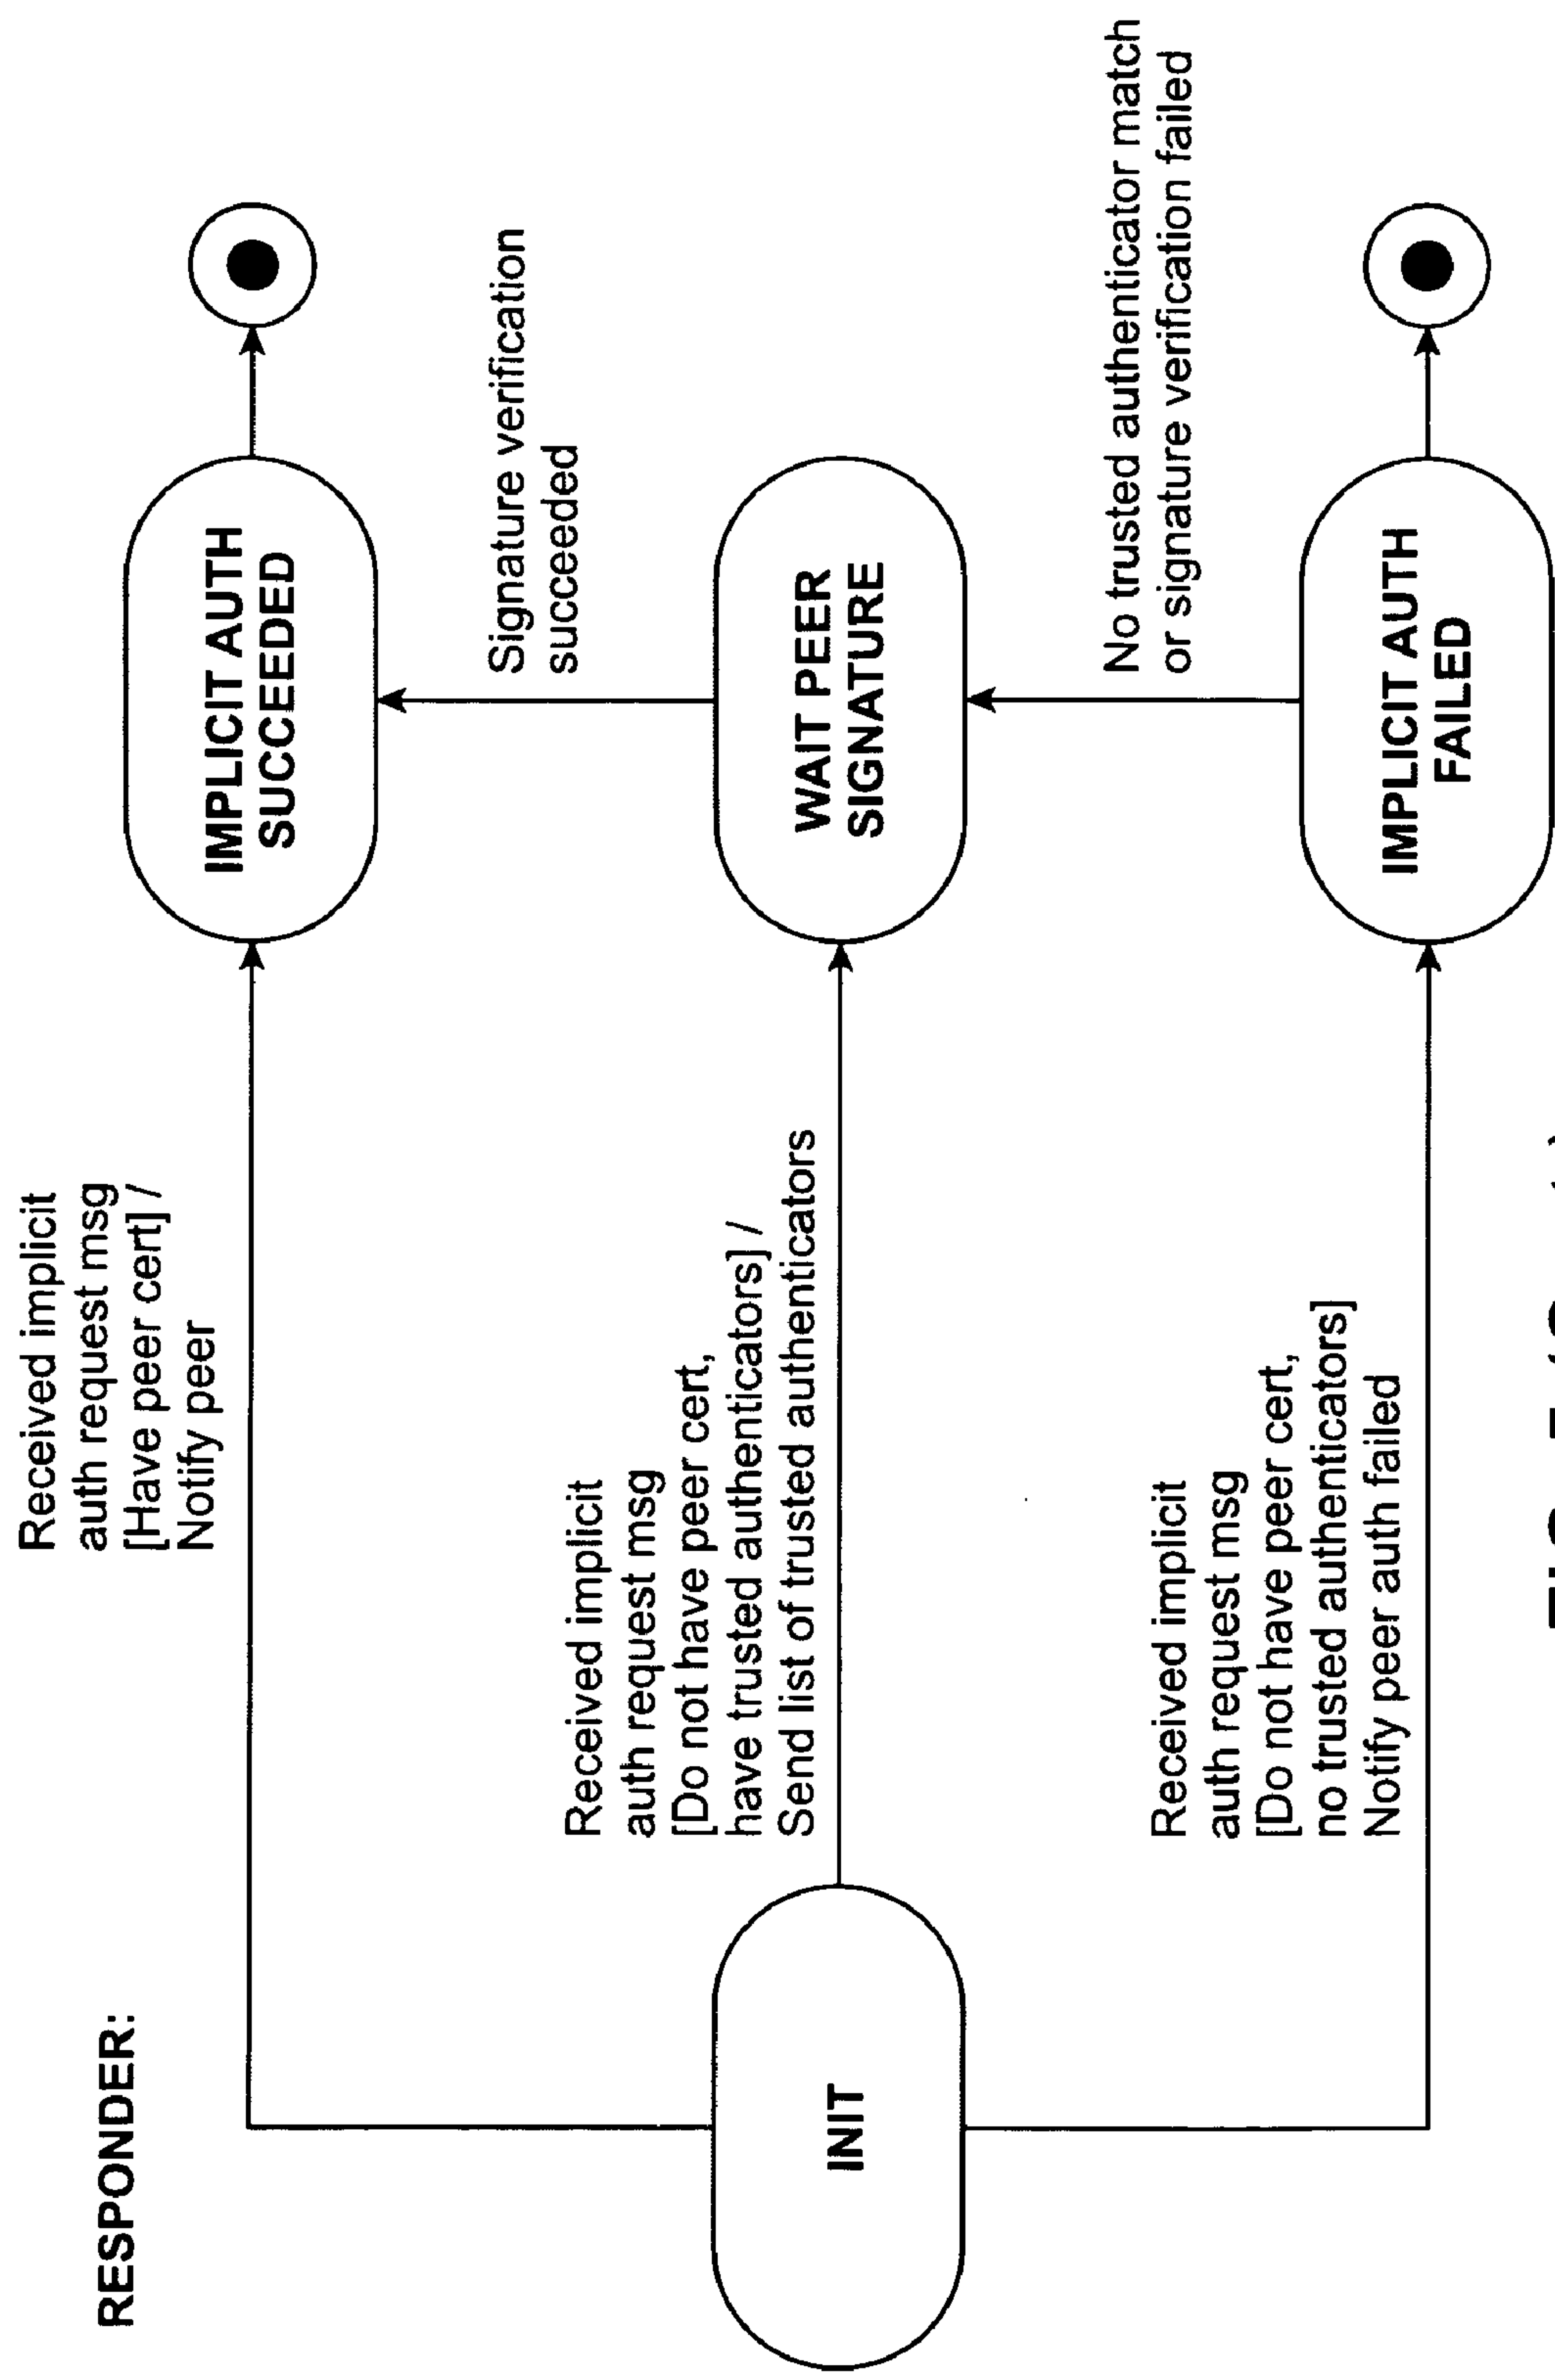 RESPONDER:
Received implicit
auth request msg
[Have peer cert] /
Notify peer
IMPLICIT AUTH
SUCCEEDED
Signature verification
succeeded
INIT
Received implicit
auth request msg
[Do not have peer cert,
have trusted authenticators] /
Send list of trusted authenticators
WAIT PEER
SIGNATURE
No trusted authenticator match
or signature verification failed
Received implicit
auth request msg
[Do not have peer cert,
no trusted authenticators]
Notify peer auth failed
IMPLICIT AUTH
FAILED